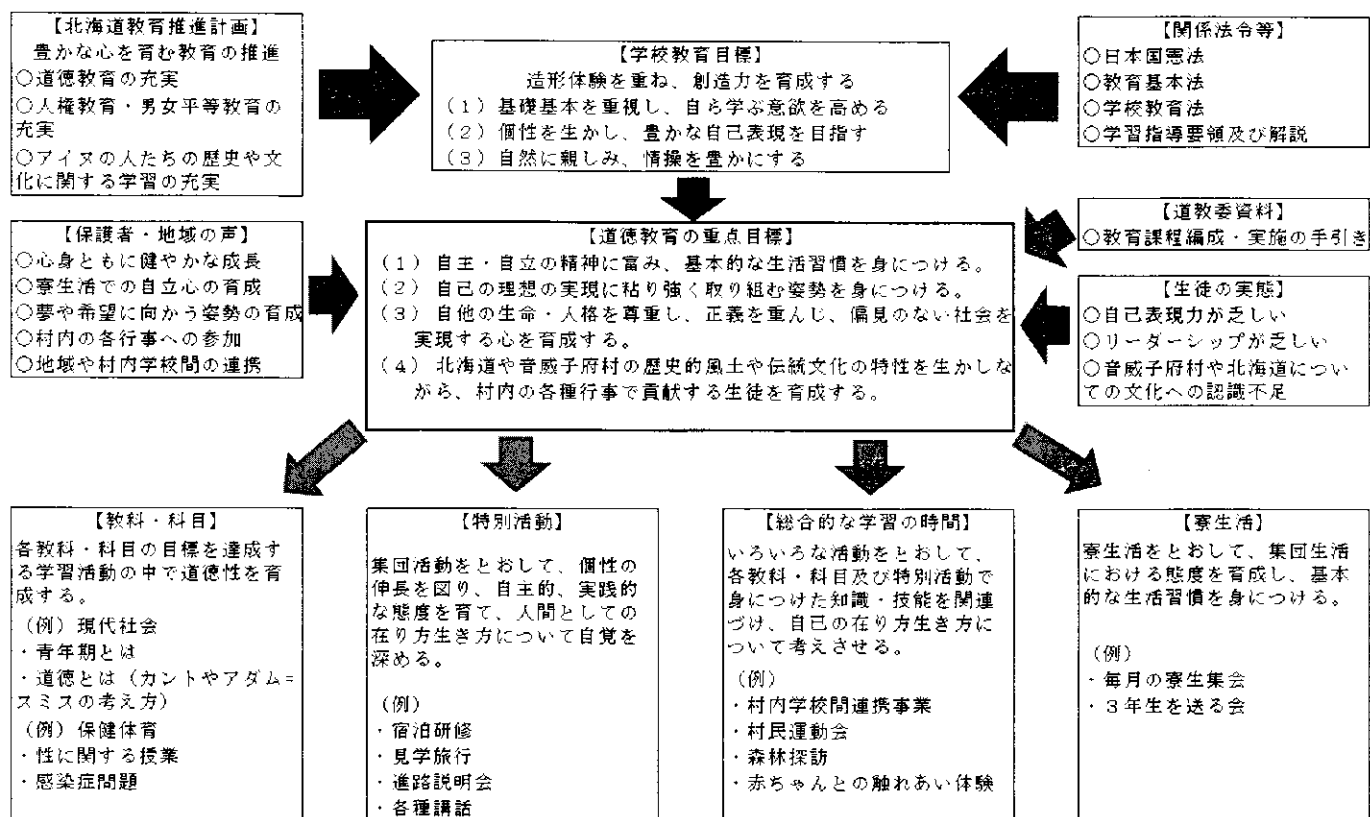 【北海道教育推進計画】
豊かな心を育む教育の推進
○道徳教育の充実
○人権教育・男女平等教育の
充実
○アイヌの人たちの歴史や文
化に関する学習の充実
【学校教育目標】
造形体験を重ね、創造力を育成する
（1）基礎基本を重視し、自ら学ぶ意欲を高める
（2）個性を生かし、豊かな自己表現を目指す
（3）自然に親しみ、情操を豊かにする
【関係法令等】
○日本国憲法
○教育基本法
○学校教育法
○学習指導要領及び解説
【保護者・地域の声】
○心身ともに健やかな成長
○寮生活での自立心の育成
○夢や希望に向かう姿勢の育成
○村内の各行事への参加
○地域や村内学校間の連携
【道徳教育の重点目標】
（1）自主・自立の精神に富み、基本的な生活習慣を身につける。
（2）自己の理想の実現に粘り強く取り組む姿勢を身につける。
（3）自他の生命・人格を尊重し、正義を重んじ、偏見のない社会を
実現する心を育成する。
（4）北海道や音威子府村の歴史的風土や伝統文化の特性を生かしな
がら、村内の各種行事で貢献する生徒を育成する。
【道教委資料】
○教育課程編成・実施の手引き
【生徒の実態】
○自己表現力が乏しい
○リーダーシップが乏しい
○音威子府村や北海道につい
ての文化への認識不足
【教科・科目】
各教科・科目の目標を達成す
る学習活動の中で道徳性を育
成する。
（例）現代社会
・青年期とは
・道徳とは（カントやアダム＝
スミスの考え方）
（例）保健体育
・性に関する授業
・感染症問題
【特別活動】
集団活動をとおして、個性の
伸長を図り、自主的、実践的
な態度を育て、人間としての
在り方生き方について自覚を
深める。
（例）
・宿泊研修
・見学旅行
・進路説明会
・各種講話
【総合的な学習の時間】
いろいろな活動をとおして、
各教科・科目及び特別活動で
身につけた知識・技能を関連
づけ、自己の在り方生き方に
ついて考えさせる。
（例）
・村内学校間連携事業
・村民運動会
・森林探訪
・赤ちゃんとの触れあい体験
【寮生活】
寮生活をとおして、集団生活
における態度を育成し、基本
的な生活習慣を身につける。
（例）
・毎月の寮生集会
・3年生を送る会